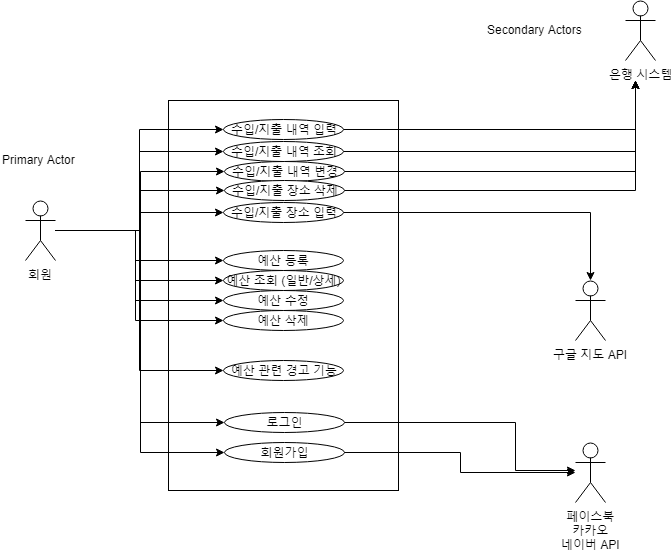 Secondary Actors
은행 시스템
Primary Actor
회원
수입/지출 내역 입력
수입/지출 내역 조회
수입/지출 내역 변경
수입/지출 장소 삭제
수입/지출 장소 입력
예산 등록
예산 조회 (일반/상세)
예산 수정
예산 삭제
예산 관련 경고 기능
로그인
회원가입
구글 지도 API
페이스북
카카오
네이버 API